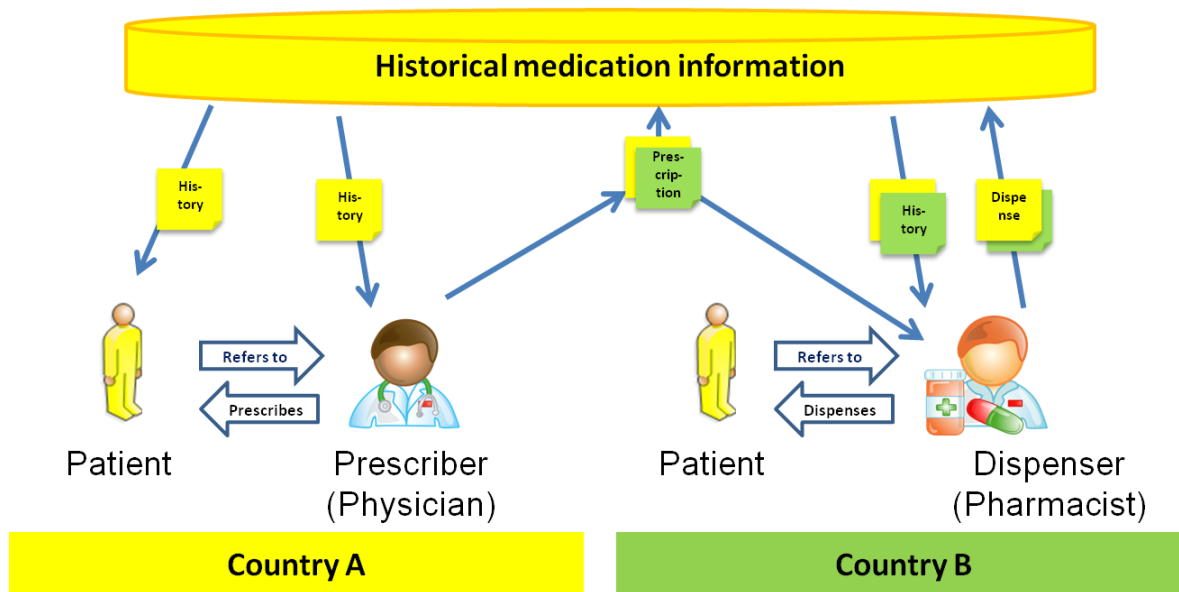 Historical medication information
His-
tory
His-
tory
Pres-
crip-
tion
His-
tory
Dispe
nse
Refers to
Prescribes
Refers to
Dispenses
Patient
Prescriber
(Physician)
Patient
Dispenser
(Pharmacist)
Country A
Country B